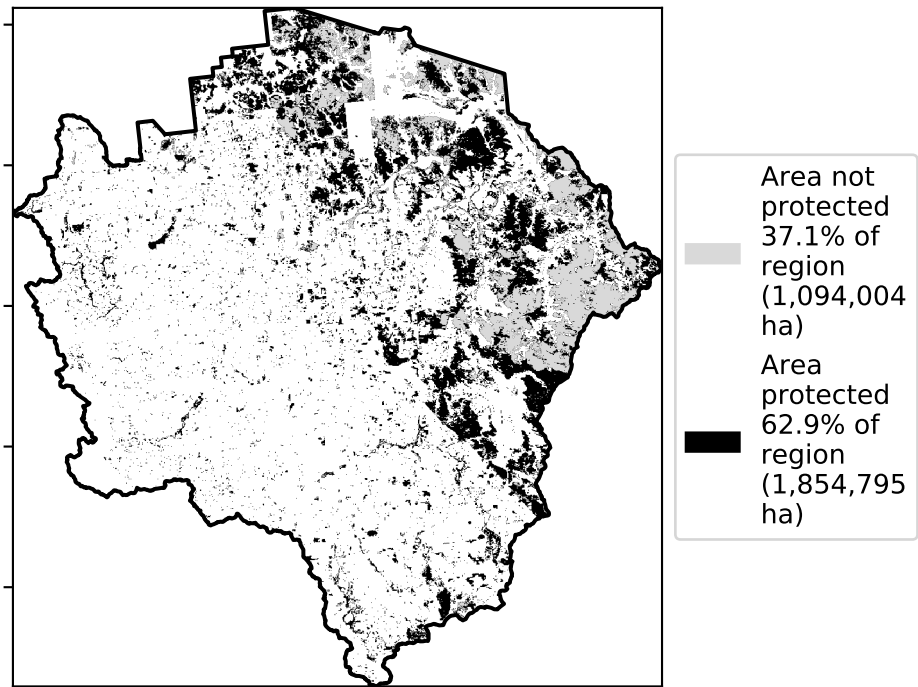 Area not
protected
37.1% of
region
(1,094,004
ha)
Area
protected
62.9% of
region
(1,854,795
ha)